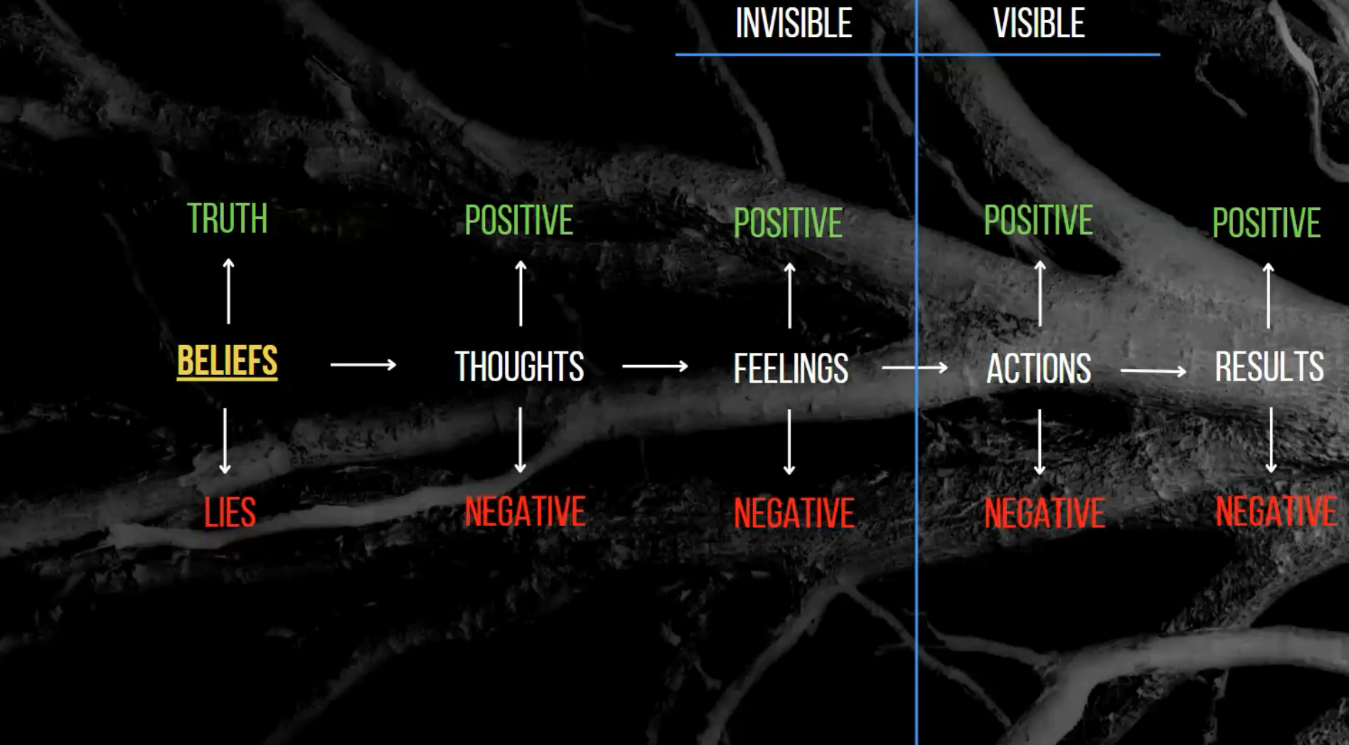 INVISIBLE VISIBLE
TRUTH POSITIVE POSITIVE POSITIVE POSITIVE
BELIEFS THOUGHTS FEELINGS ACTIONS RESULTS
LIES NEGATIVE NEGATIVE NEGATIVE NEGATIVE